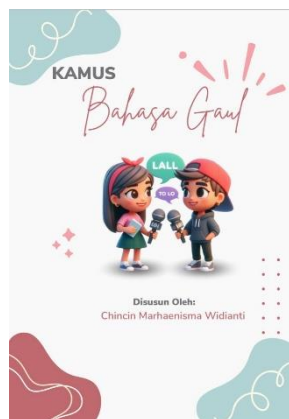 KAMUS
Bahasa Gaul
LALL
TO LO
Disusun Oleh:
Chincin Marhaenisma Widianti